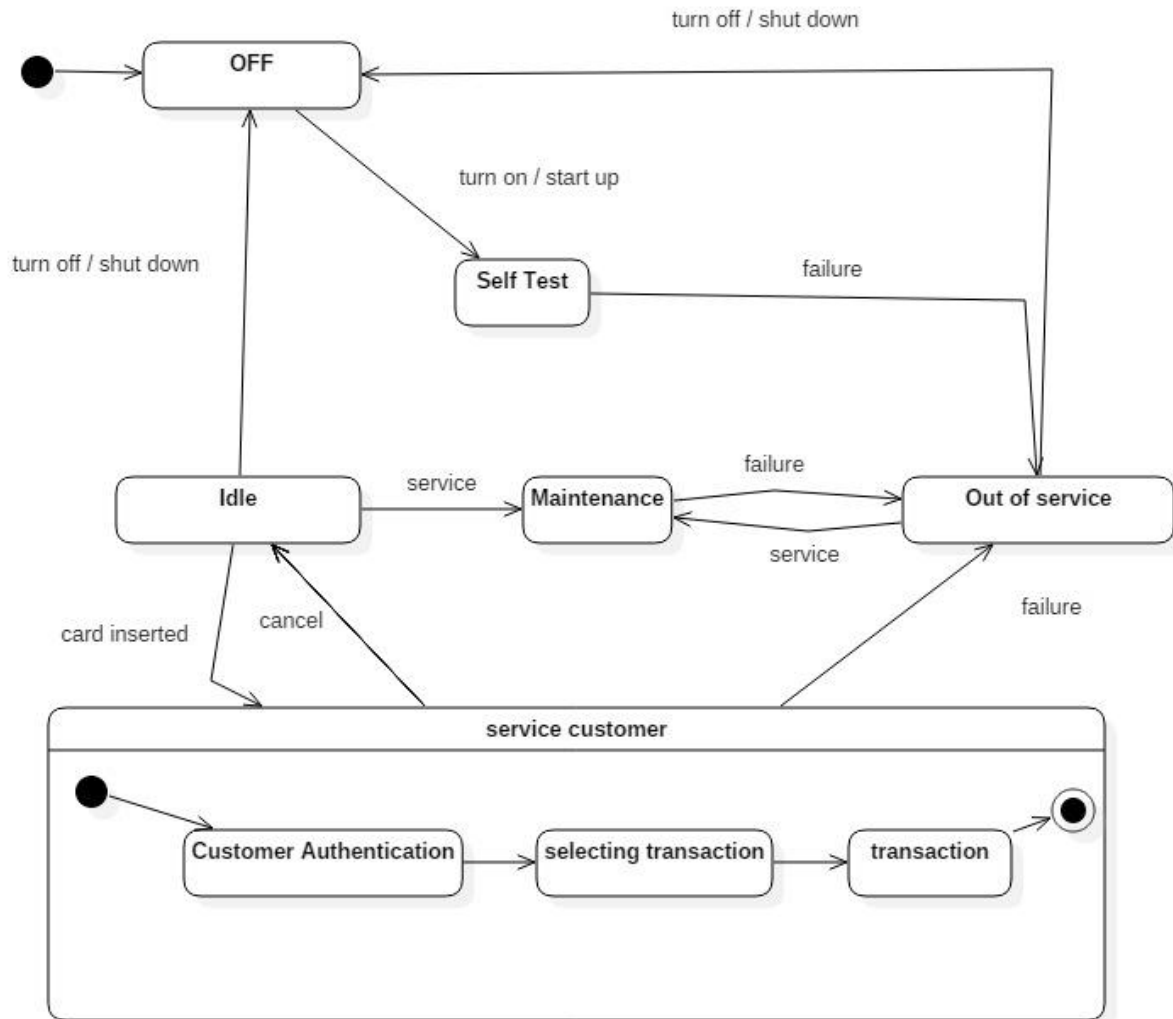 turn off / shut down
OFF
turn on / start up
turn off / shut down
Self Test
failure
Idle
service
Maintenance
failure
Out of service
service
card inserted
cancel
failure
service customer
Customer Authentication
selecting transaction
transaction